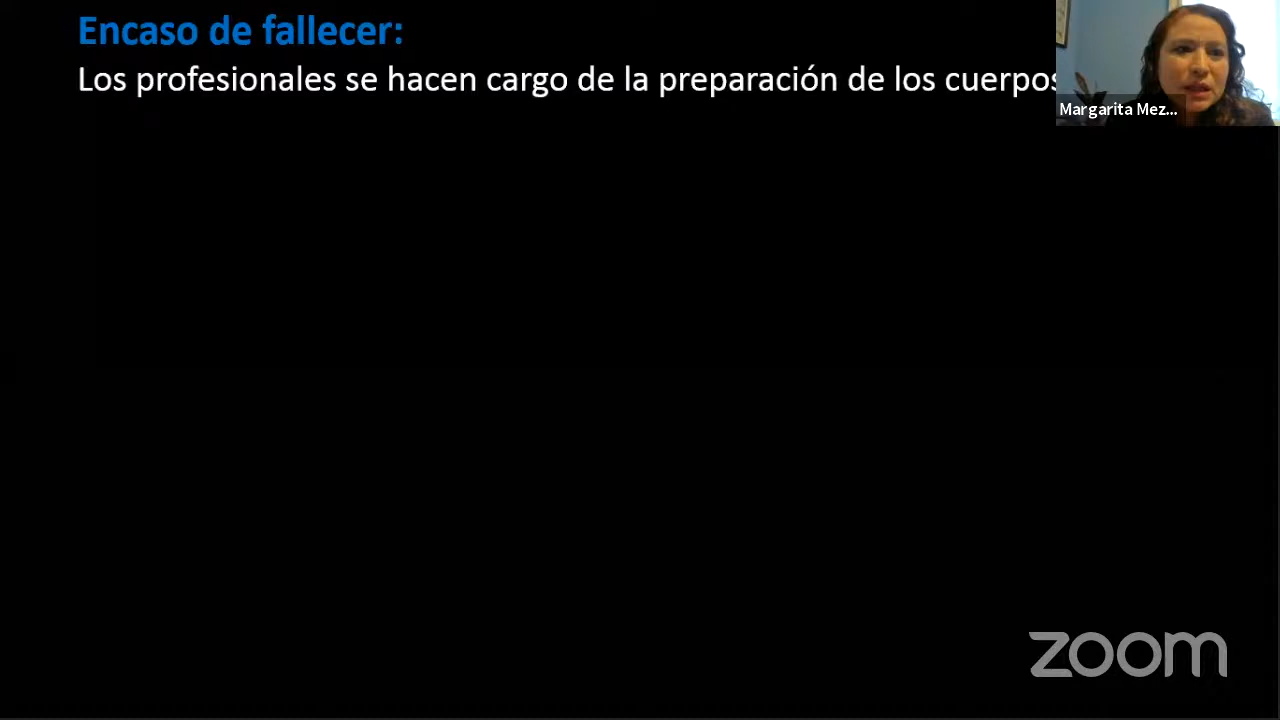 Encaso de fallecer:
Los profesionales se hacen cargo de la preparación de los cuerpos
Margarita Mez...
zoom